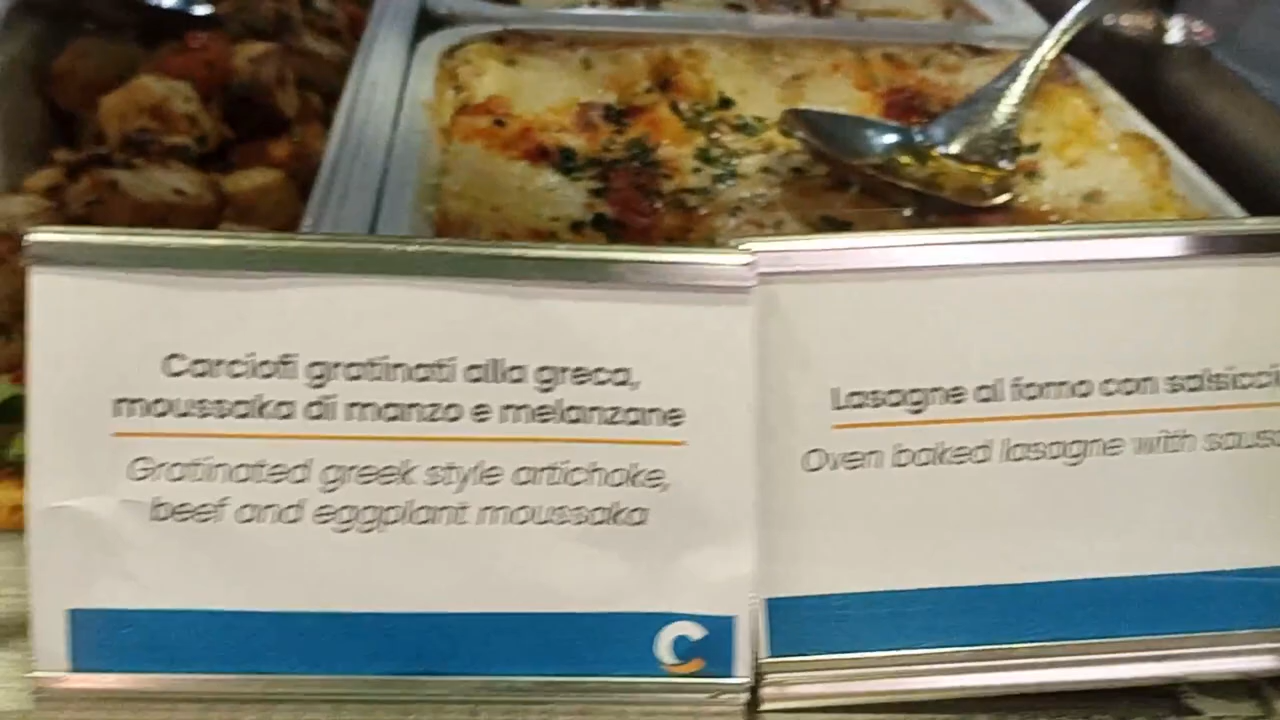 Carciofi gratinati alla greca,
moussaka di manzo e melanzane
Gratinated greek style artichoke,
beef and eggplant moussaka
C
Lasagne al forno con
Oven baked lasagne with